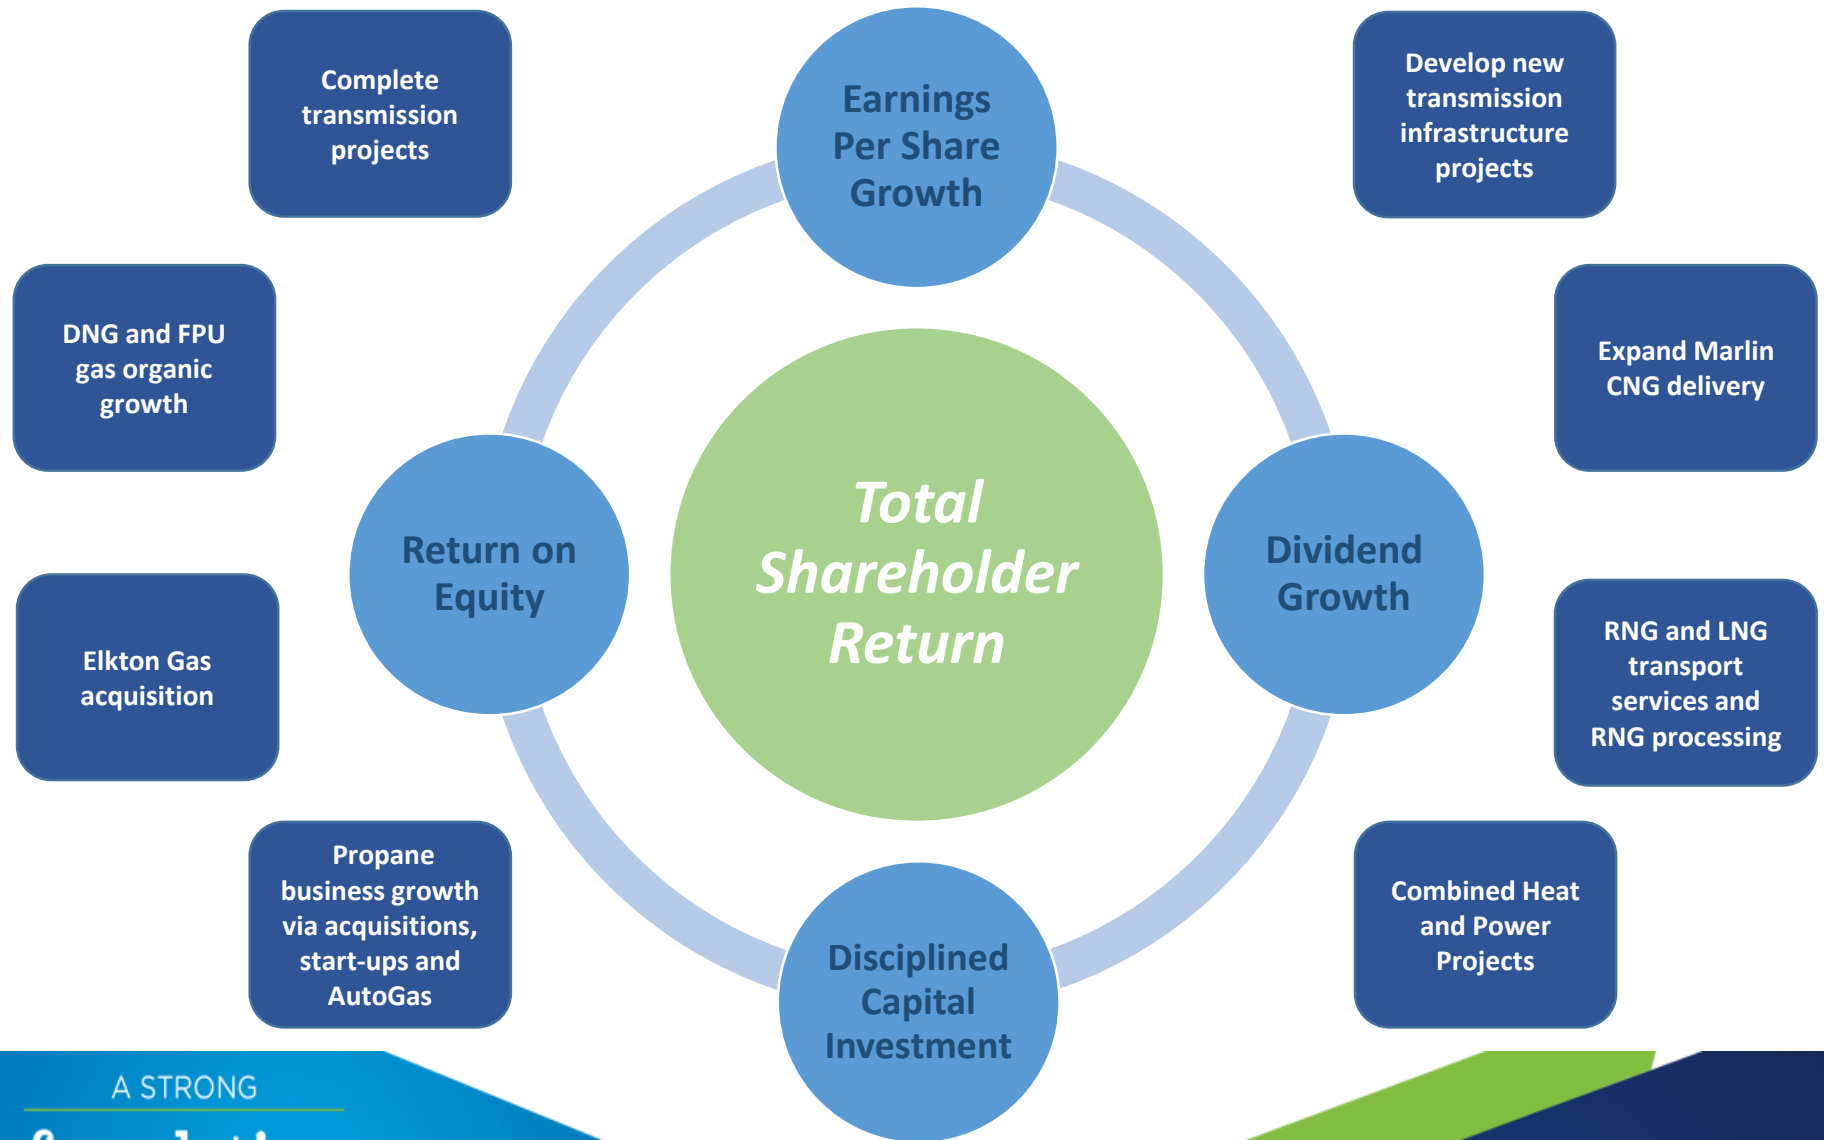 Complete
transmission
projects
Earnings
Per Share
Growth
Develop new
transmission
infrastructure
projects
DNG and FPU
gas organic
growth
Expand Marlin
CNG delivery
Total
Shareholder
Return
Return on
Equity
Dividend
Growth
Elkton Gas
acquisition
RNG and LNG
transport
services and
RNG processing
Propane
business growth
via acquisitions,
start-ups and
AutoGas
Combined Heat
and Power
Projects
Disciplined
Capital
Investment
A STRONG